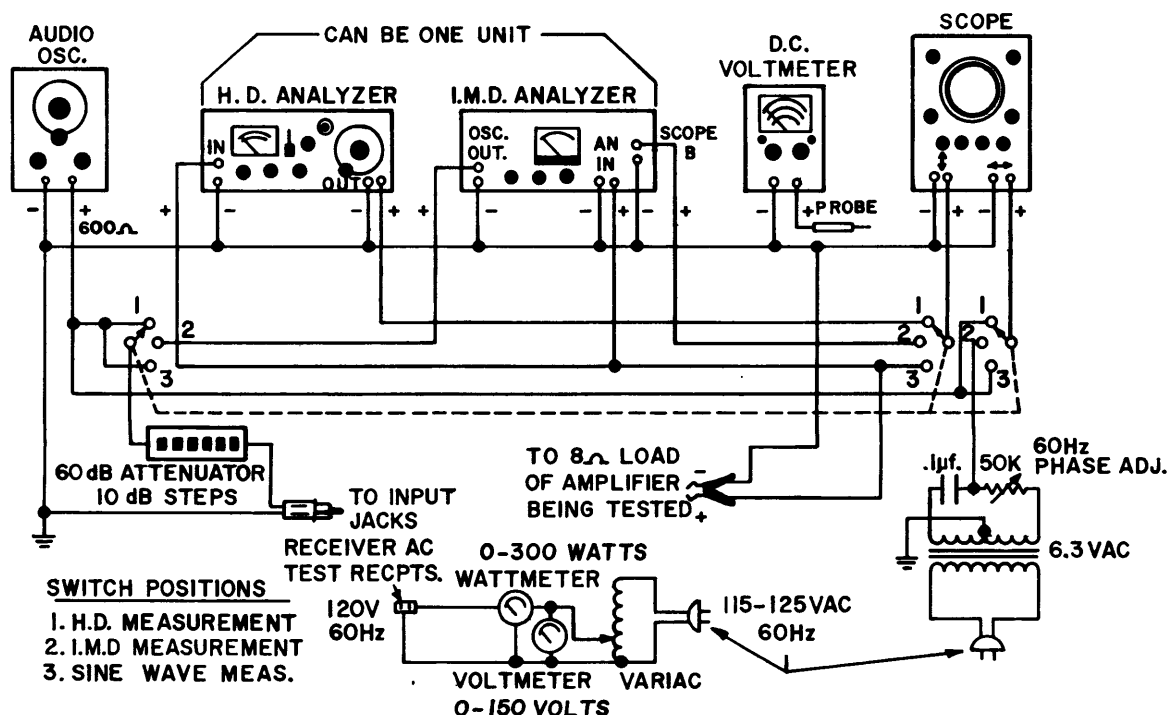 AUDIO
OSC.
CAN BE ONE UNIT
H.D. ANALYZER
I.M.D. ANALYZER
D.C.
VOLTMETER
SCOPE
IN
OUT
OSC.
OUT.
AN
IN
SCOPE
B
- +
600Ω
+ -
- +
+ -
- +
+
- +
PROBE
- +
- +
1
2
3
1
2
3
1
2
3
60 dB ATTENUATOR
10 dB STEPS
TO INPUT
JACKS
TO 8Ω LOAD
OF AMPLIFIER
BEING TESTED
-
+
.1µf.
50K
60Hz
PHASE ADJ.
6.3 VAC
RECEIVER AC
TEST RECPTS.
120V
60Hz
0-300 WATTS
WATTMETER
VOLTMETER
0-150 VOLTS
VARIAC
115-125VAC
60Hz
SWITCH POSITIONS
1. H.D. MEASUREMENT
2. I.M.D MEASUREMENT
3. SINE WAVE MEAS.